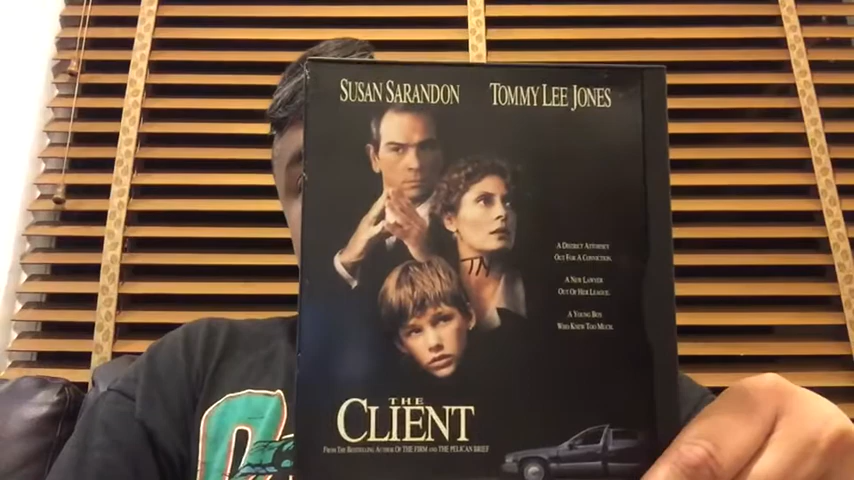 SUSAN SARANDON TOMMY LEE JONES
A DISTRICT ATTORNEY
OUT FOR A CONVICTION.
A NEW LAWYER
OUT OF HER LEAGUE.
A YOUNG BOY
WHO KNEW TOO MUCH.
THE
CLIENT
FROM THE BESTSELLING AUTHOR OF THE FIRM AND THE PELICAN BRIEF